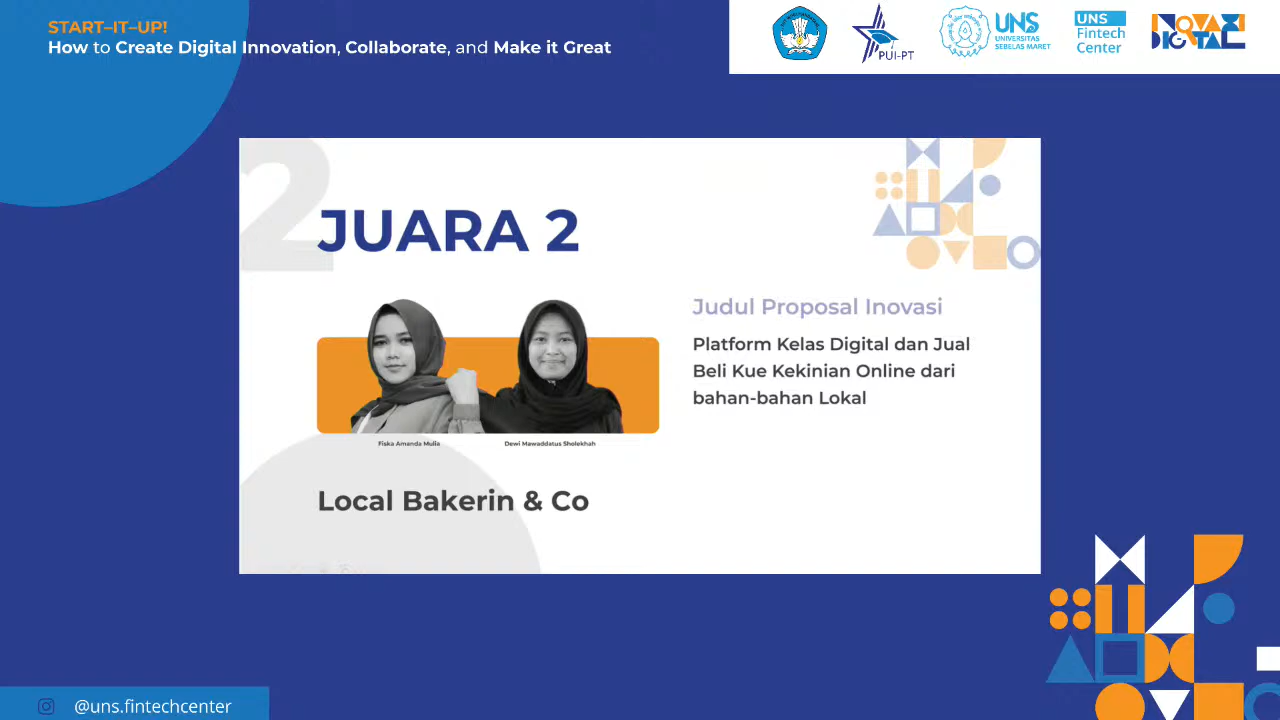 START–IT–UP!
How to Create Digital Innovation, Collaborate, and Make it Great
PUI-PT
UNS
UNIVERSITAS
SEBELAS MARET
UNS
Fintech
Center
INOVASI
DIGITAL
2
JUARA 2
Judul Proposal Inovasi
Platform Kelas Digital dan Jual
Beli Kue Kekinian Online dari
bahan-bahan Lokal
Fiska Amanda Mulia
Dewi Mawaddatus Sholekhah
Local Bakerin & Co
@uns.fintechcenter